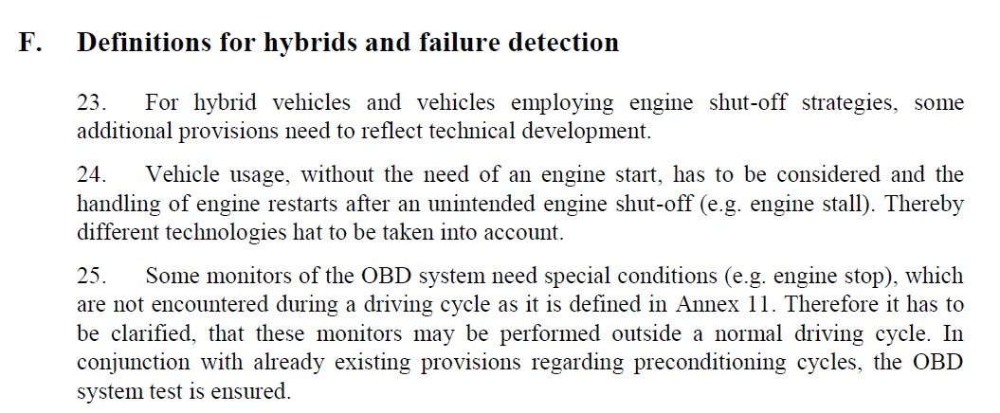 F. Definitions for hybrids and failure detection
23. For hybrid vehicles and vehicles employing engine shut-off strategies, some
additional provisions need to reflect technical development.
24. Vehicle usage, without the need of an engine start, has to be considered and the
handling of engine restarts after an unintended engine shut-off (e.g. engine stall). Thereby
different technologies hat to be taken into account.
25. Some monitors of the OBD system need special conditions (e.g. engine stop), which
are not encountered during a driving cycle as it is defined in Annex 11. Therefore it has to
be clarified, that these monitors may be performed outside a normal driving cycle. In
conjunction with already existing provisions regarding preconditioning cycles, the OBD
system test is ensured.